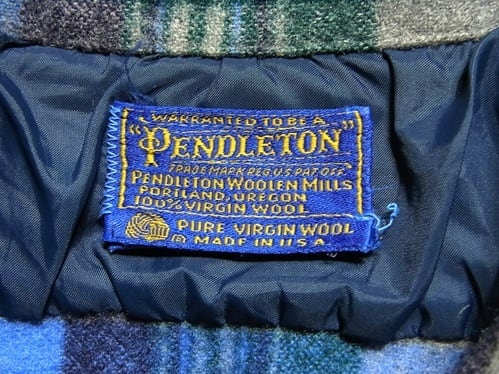 WARRANTED TO BE A
"PENDLETON"
TRADE MARK REG. U.S. PAT. OFF.
PENDLETON WOOLEN MILLS
PORTLAND, OREGON
100% VIRGIN WOOL
PURE VIRGIN WOOL
® MADE IN U.S.A